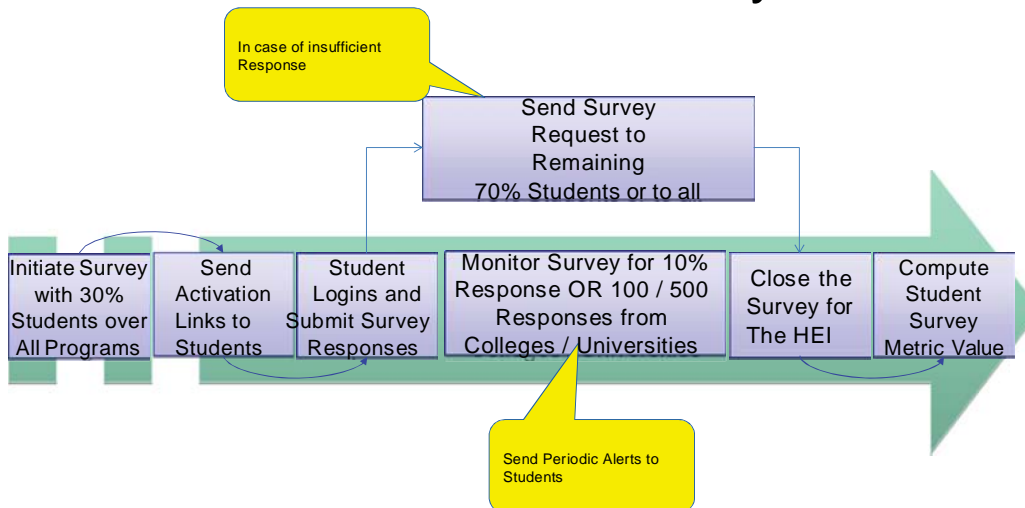 In case of insufficient
Response
Send Survey
Request to
Remaining
70% Students or to all
Initiate Survey
with 30%
Students over
All Programs
Send
Activation
Links to
Students
Student
Logins and
Submit Survey
Responses
Monitor Survey for 10%
Response OR 100 / 500
Responses from
Colleges / Universities
Close the
Survey for
The HEI
Compute
Student
Survey
Metric Value
Send Periodic Alerts to
Students